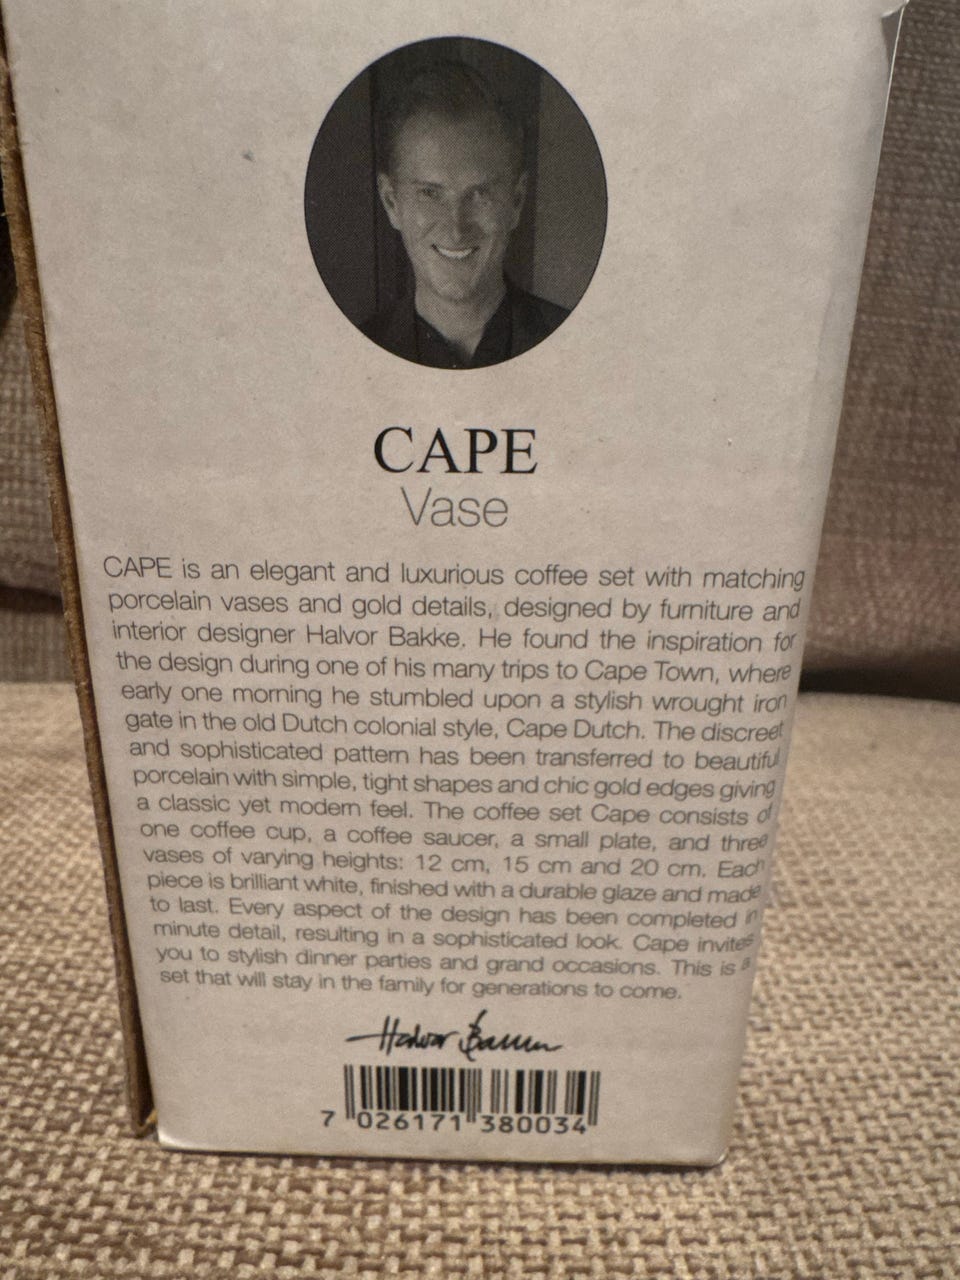 CAPE
Vase
CAPE is an elegant and luxurious coffee set with matching
porcelain vases and gold details, designed by furniture and
interior designer Halvor Bakke. He found the inspiration for
the design during one of his many trips to Cape Town, where
early one morning he stumbled upon a stylish wrought iron
gate in the old Dutch colonial style, Cape Dutch. The discreet
and sophisticated pattern has been transferred to beautiful
porcelain with simple, tight shapes and chic gold edges giving
a classic yet modern feel. The coffee set Cape consists of
one coffee cup, a coffee saucer, a small plate, and three
vases of varying heights: 12 cm, 15 cm and 20 cm. Each
piece is brilliant white, finished with a durable glaze and made
to last. Every aspect of the design has been completed in
minute detail, resulting in a sophisticated look. Cape invites
you to stylish dinner parties and grand occasions. This is a
set that will stay in the family for generations to come.
Halvor Bakke
7 026171 380034